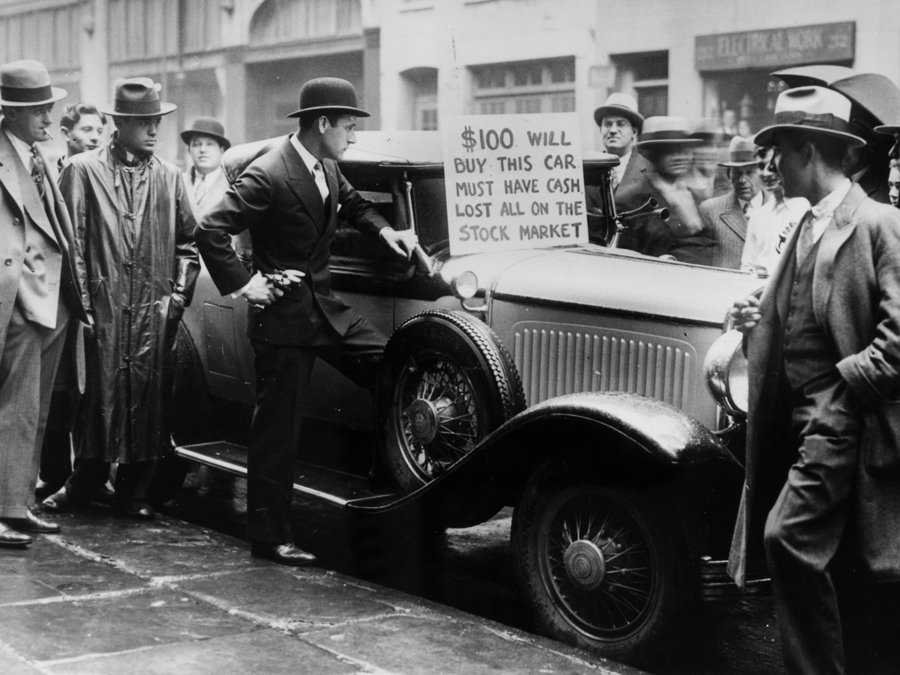 $100 WILL
BUY THIS CAR
MUST HAVE CASH
LOST ALL ON THE
STOCK MARKET
ELECTRICAL WORK